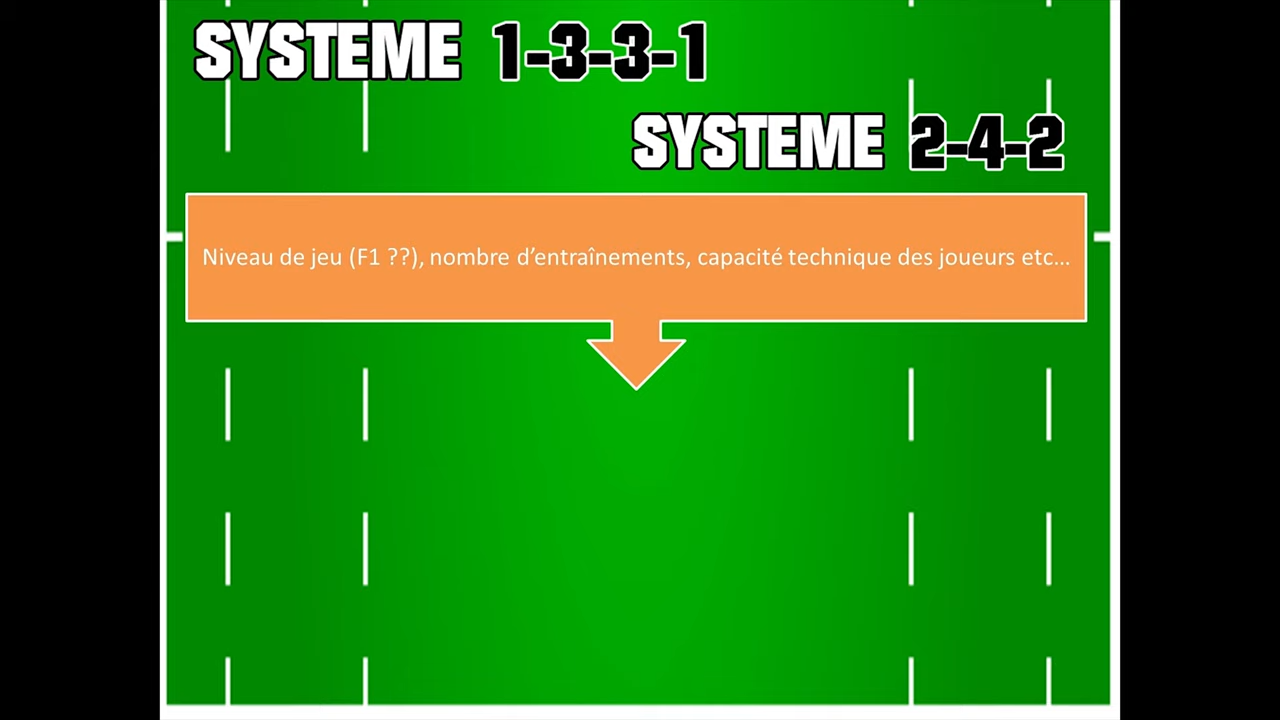 SYSTEME 1-3-3-1
SYSTEME 2-4-2
Niveau de jeu (F1 ??), nombre d’entraînements, capacité technique des joueurs etc…